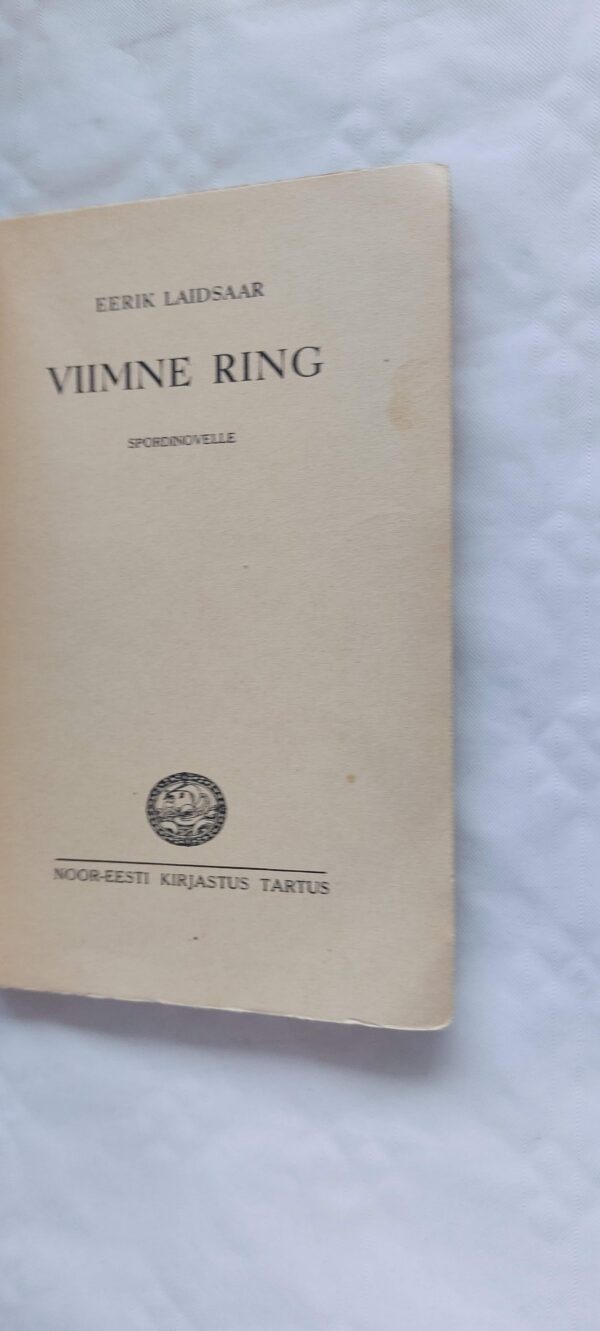 EERIK LAIDSAAR
VIIMNE RING
SPORDINOVELLE
NOOR-EESTI KIRJASTUS TARTUS